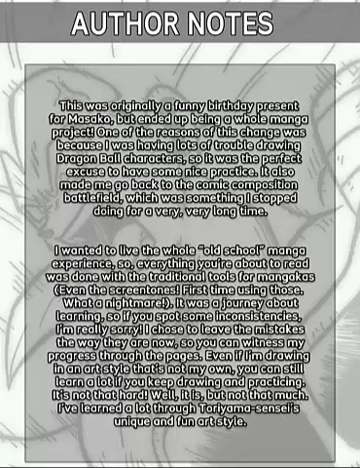 AUTHOR NOTES
This was originally a funny birthday present
for Masako, but ended up being a whole manga
project! One of the reasons of this change was
because I was having lots of trouble drawing
Dragon Ball characters, so it was the perfect
excuse to have some nice practice. It also
made me go back to the comic composition
battlefield, which was something I stopped
doing for a very, very long time.
I wanted to live the whole "old school" manga
experience, so, everything you're about to read
was done with the traditional tools for mangakas
(Even the screentones! First time using those.
What a nightmare!). It was a journey about
learning, so if you spot some inconsistencies,
I'm really sorry! I chose to leave the mistakes
the way they are now, so you can witness my
progress through the pages. Even if I'm drawing
in an art style that's not my own, you can still
learn a lot if you keep drawing and practicing.
It's not that hard! Well, it is, but not that much.
I've learned a lot through Toriyama-sensei's
unique and fun art style.